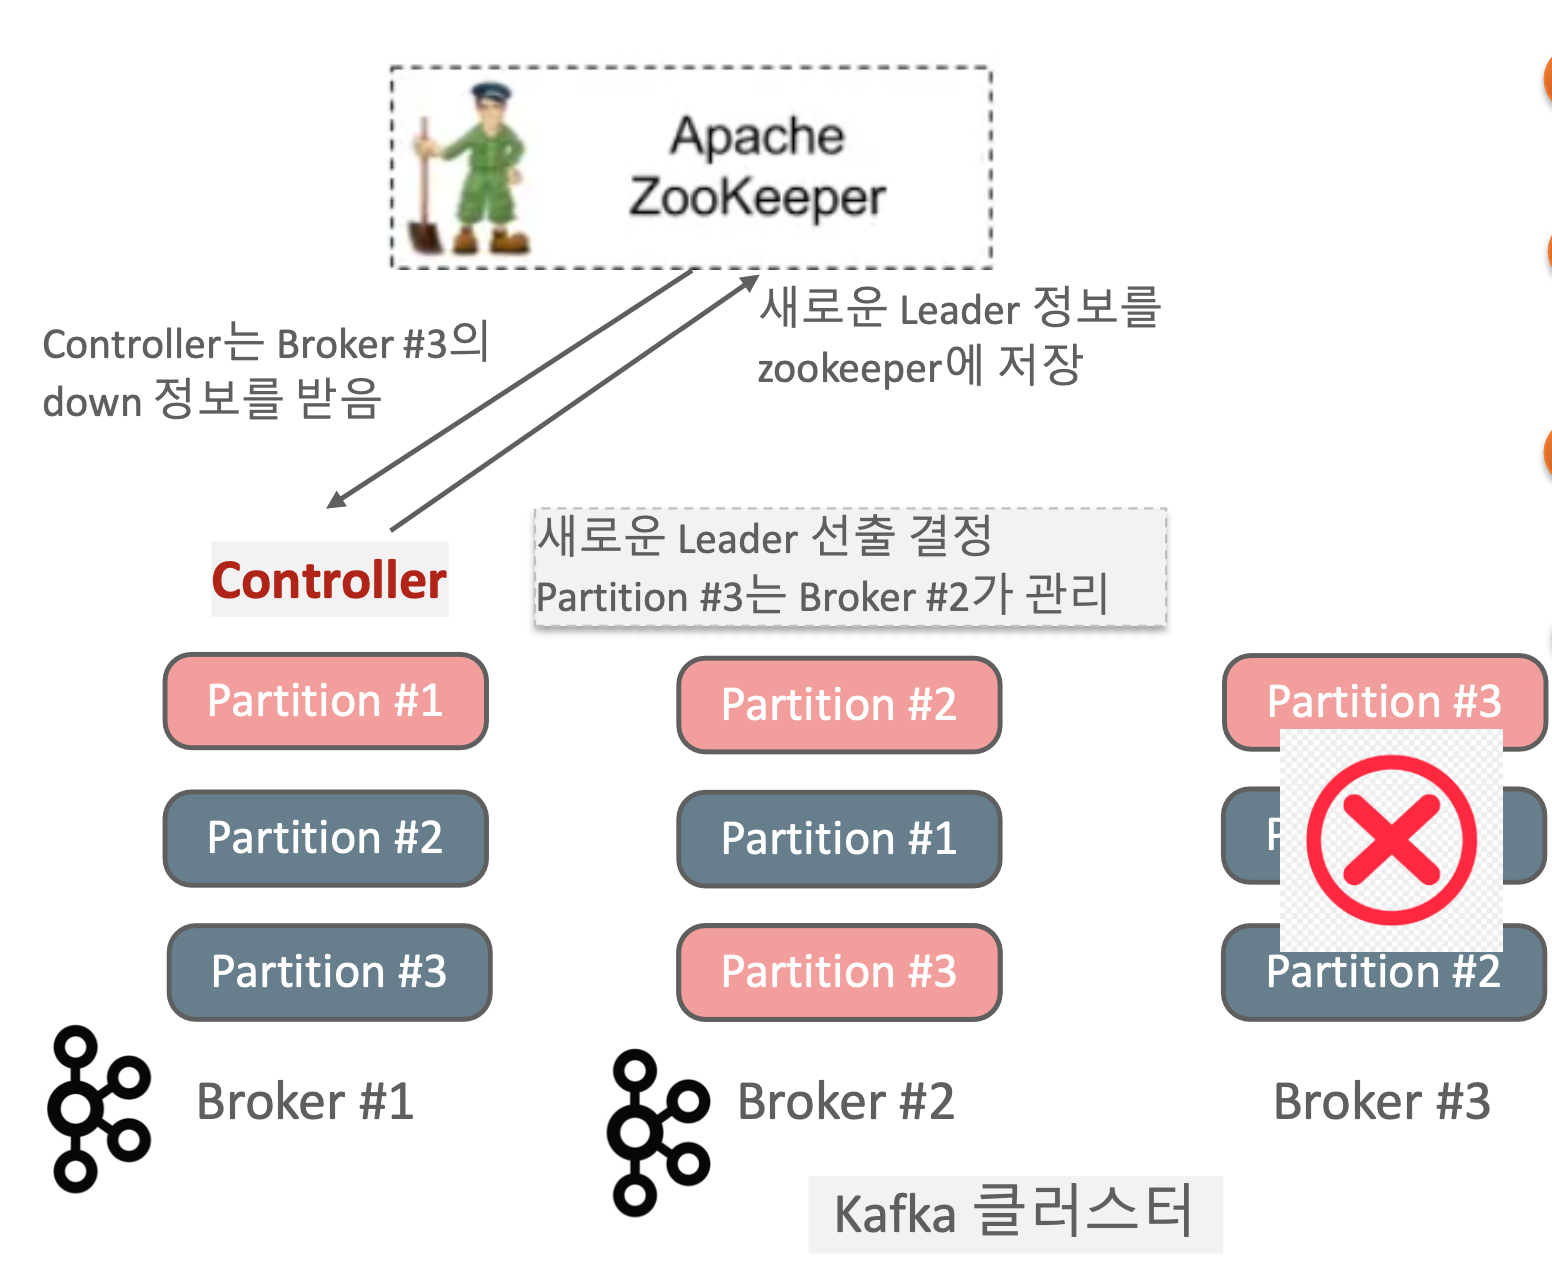 Apache
ZooKeeper
Controller는 Broker #3의
down 정보를 받음
새로운 Leader 정보를
zookeeper에 저장
Controller
새로운 Leader 선출 결정
Partition #3는 Broker #2가 관리
Partition #1
Partition #2
Partition #3
Partition #2
Partition #1
Partition #3
Partition #3
Partition #2
Broker #1
Broker #2
Broker #3
Kafka 클러스터